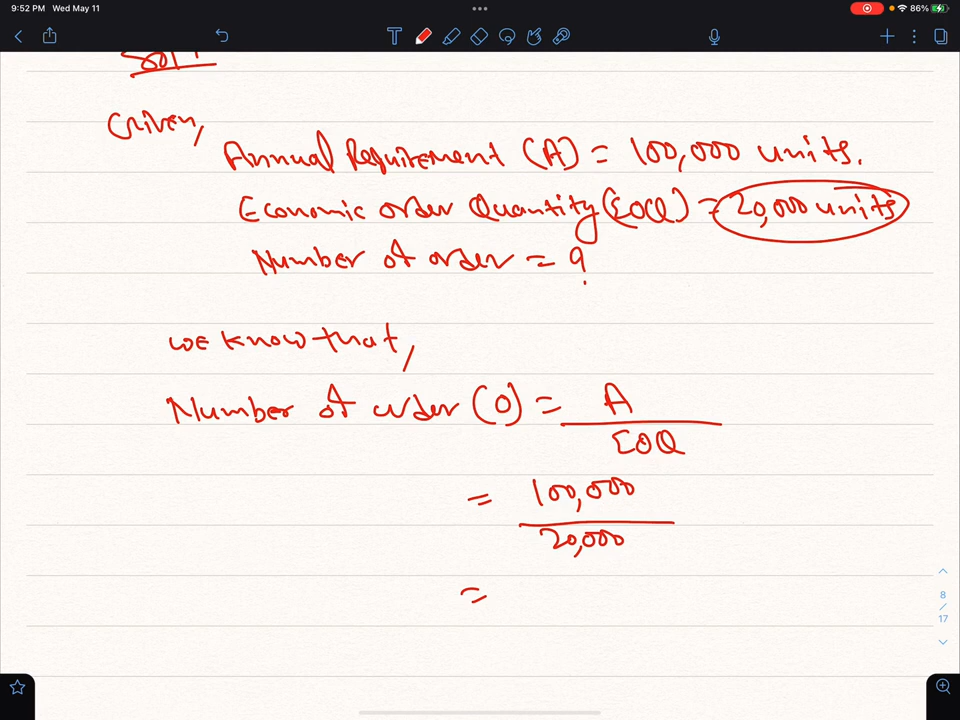 9:52 PM Wed May 11
86%
Soln
Given,
Annual Requirement (A) = 100,000 units.
Economic order Quantity (EOQ) = 20,000 units
Number of order = ?
we know that,
Number of order (O) = A
EOQ
= 100,000
20,000
=
8
/
17